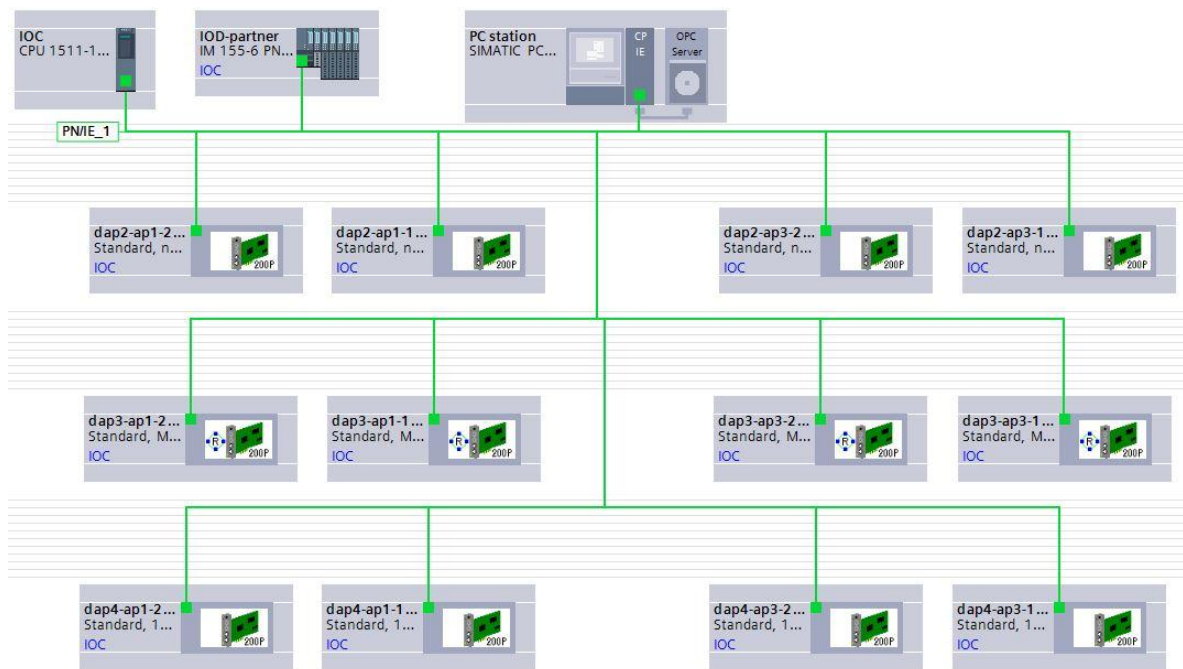 IOC
CPU 1511-1...
IOD-partner
IM 155-6 PN...
IOC
PC station
SIMATIC PC...
CP
IE
OPC
Server
PN/IE_1
dap2-ap1-2...
Standard, n...
IOC
200P
dap2-ap1-1...
Standard, n...
IOC
200P
dap2-ap3-2...
Standard, n...
IOC
200P
dap2-ap3-1...
Standard, n...
IOC
200P
dap3-ap1-2...
Standard, M...
IOC
R
200P
dap3-ap1-1...
Standard, M...
IOC
R
200P
dap3-ap3-2...
Standard, M...
IOC
R
200P
dap3-ap3-1...
Standard, M...
IOC
R
200P
dap4-ap1-2...
Standard, 1...
IOC
200P
dap4-ap1-1...
Standard, 1...
IOC
200P
dap4-ap3-2...
Standard, 1...
IOC
200P
dap4-ap3-1...
Standard, 1...
IOC
200P